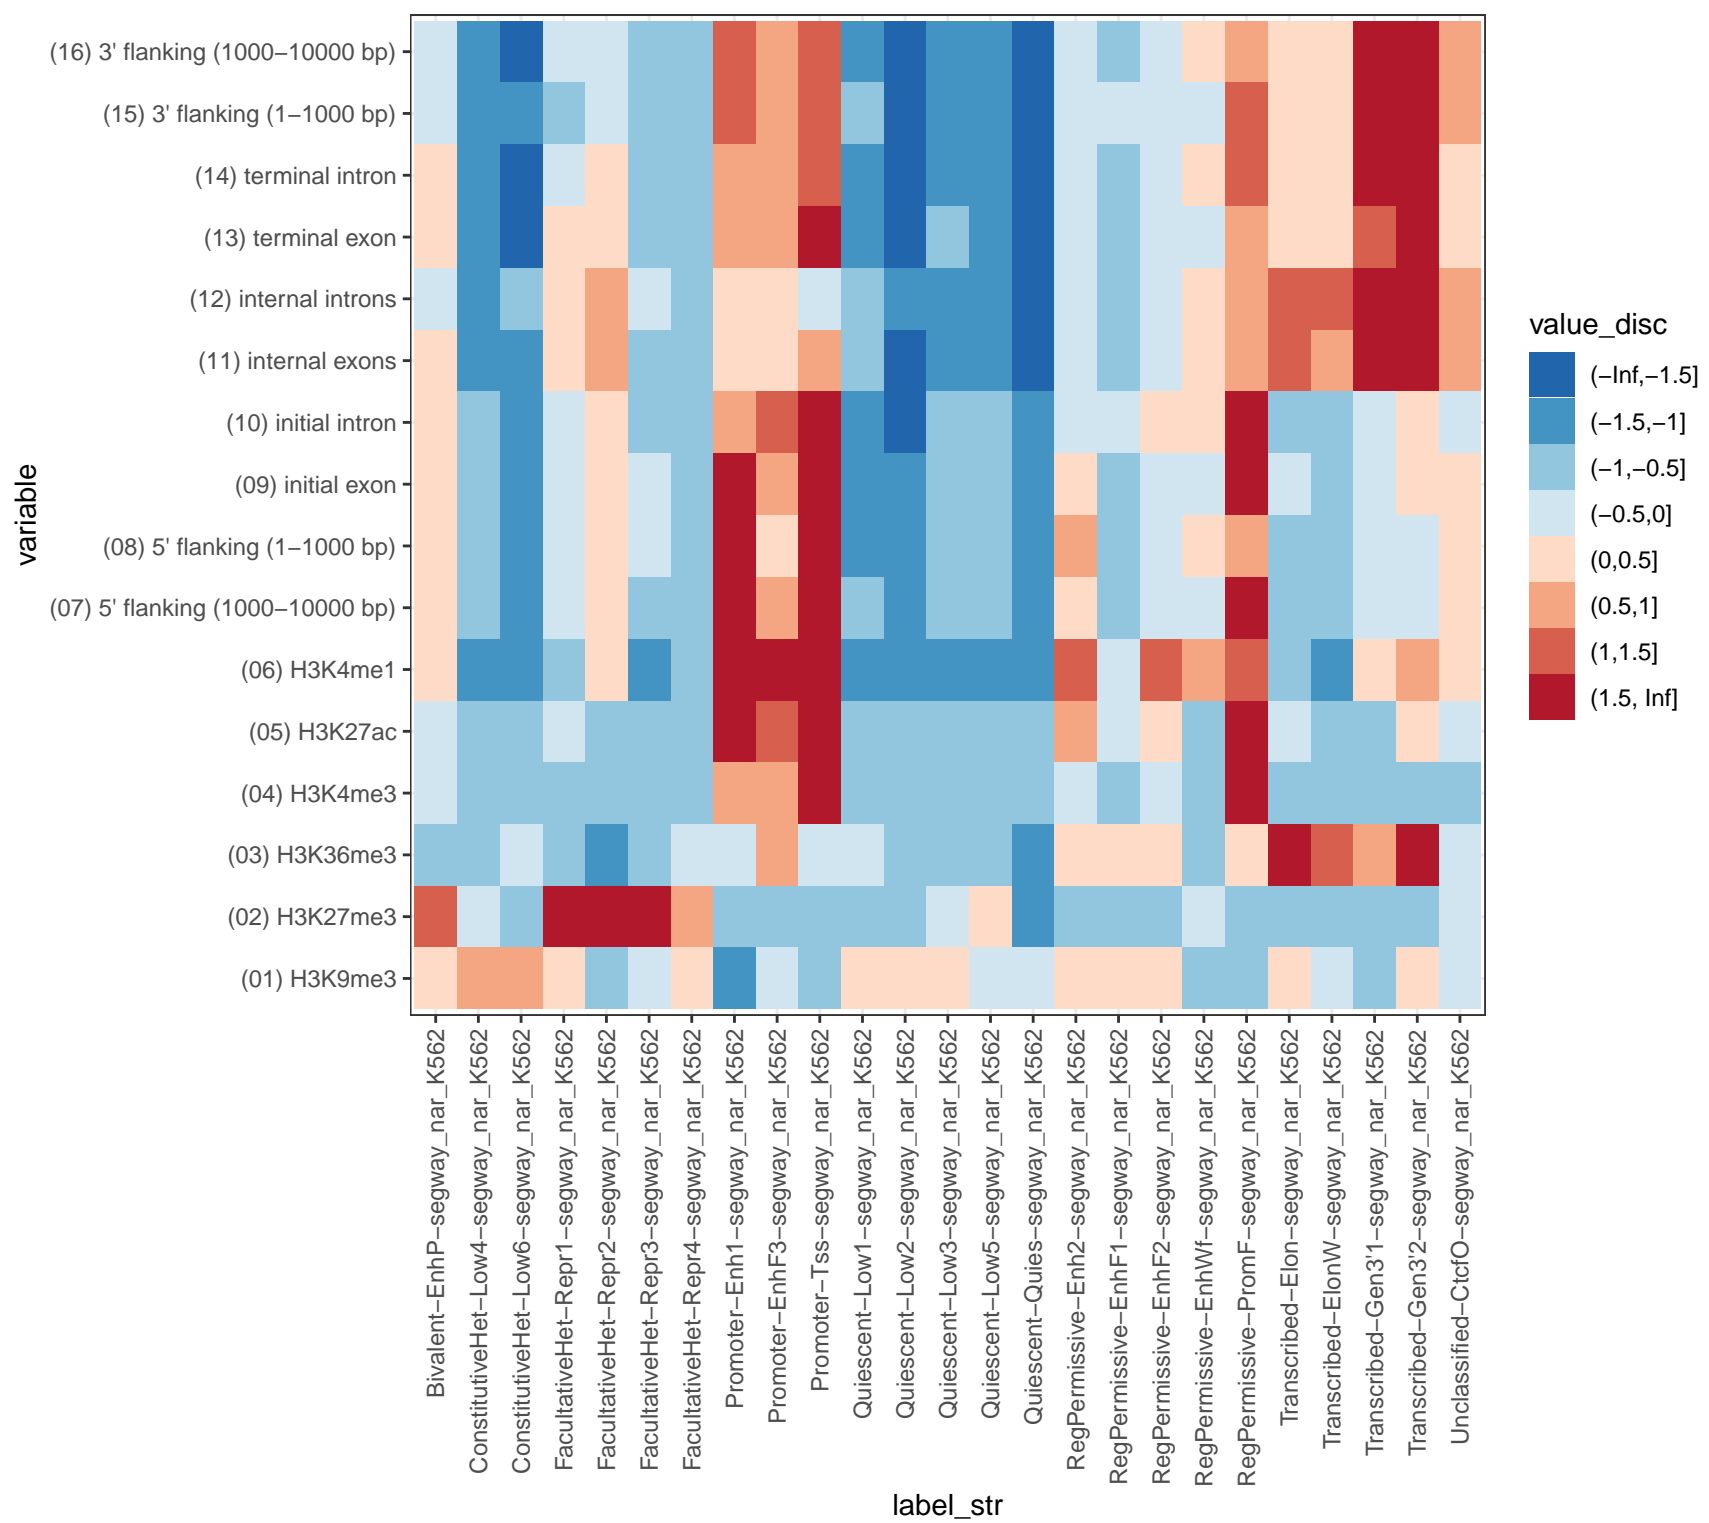 (16) 3' flanking (1000−10000 bp)
(15) 3' flanking (1−1000 bp)
(14) terminal intron
(13) terminal exon
(12) internal introns
(11) internal exons
(10) initial intron
(09) initial exon
(08) 5' flanking (1−1000 bp)
(07) 5' flanking (1000−10000 bp)
(06) H3K4me1
(05) H3K27ac
(04) H3K4me3
(03) H3K36me3
(02) H3K27me3
(01) H3K9me3
variable
Bivalent−EnhP−segway_nar_K562
ConstitutiveHet−Low4−segway_nar_K562
ConstitutiveHet−Low6−segway_nar_K562
FacultativeHet−Repr1−segway_nar_K562
FacultativeHet−Repr2−segway_nar_K562
FacultativeHet−Repr3−segway_nar_K562
FacultativeHet−Repr4−segway_nar_K562
Promoter−Enh1−segway_nar_K562
Promoter−EnhF3−segway_nar_K562
Promoter−Tss−segway_nar_K562
Quiescent−Low1−segway_nar_K562
Quiescent−Low2−segway_nar_K562
Quiescent−Low3−segway_nar_K562
Quiescent−Low5−segway_nar_K562
Quiescent−Quies−segway_nar_K562
RegPermissive−Enh2−segway_nar_K562
RegPermissive−EnhF1−segway_nar_K562
RegPermissive−EnhF2−segway_nar_K562
RegPermissive−EnhWf−segway_nar_K562
RegPermissive−PromF−segway_nar_K562
Transcribed−Elon−segway_nar_K562
Transcribed−ElonW−segway_nar_K562
Transcribed−Gen3'1−segway_nar_K562
Transcribed−Gen3'2−segway_nar_K562
Unclassified−CtcfO−segway_nar_K562
label_str
value_disc
(−Inf,−1.5]
(−1.5,−1]
(−1,−0.5]
(−0.5,0]
(0,0.5]
(0.5,1]
(1,1.5]
(1.5, Inf]